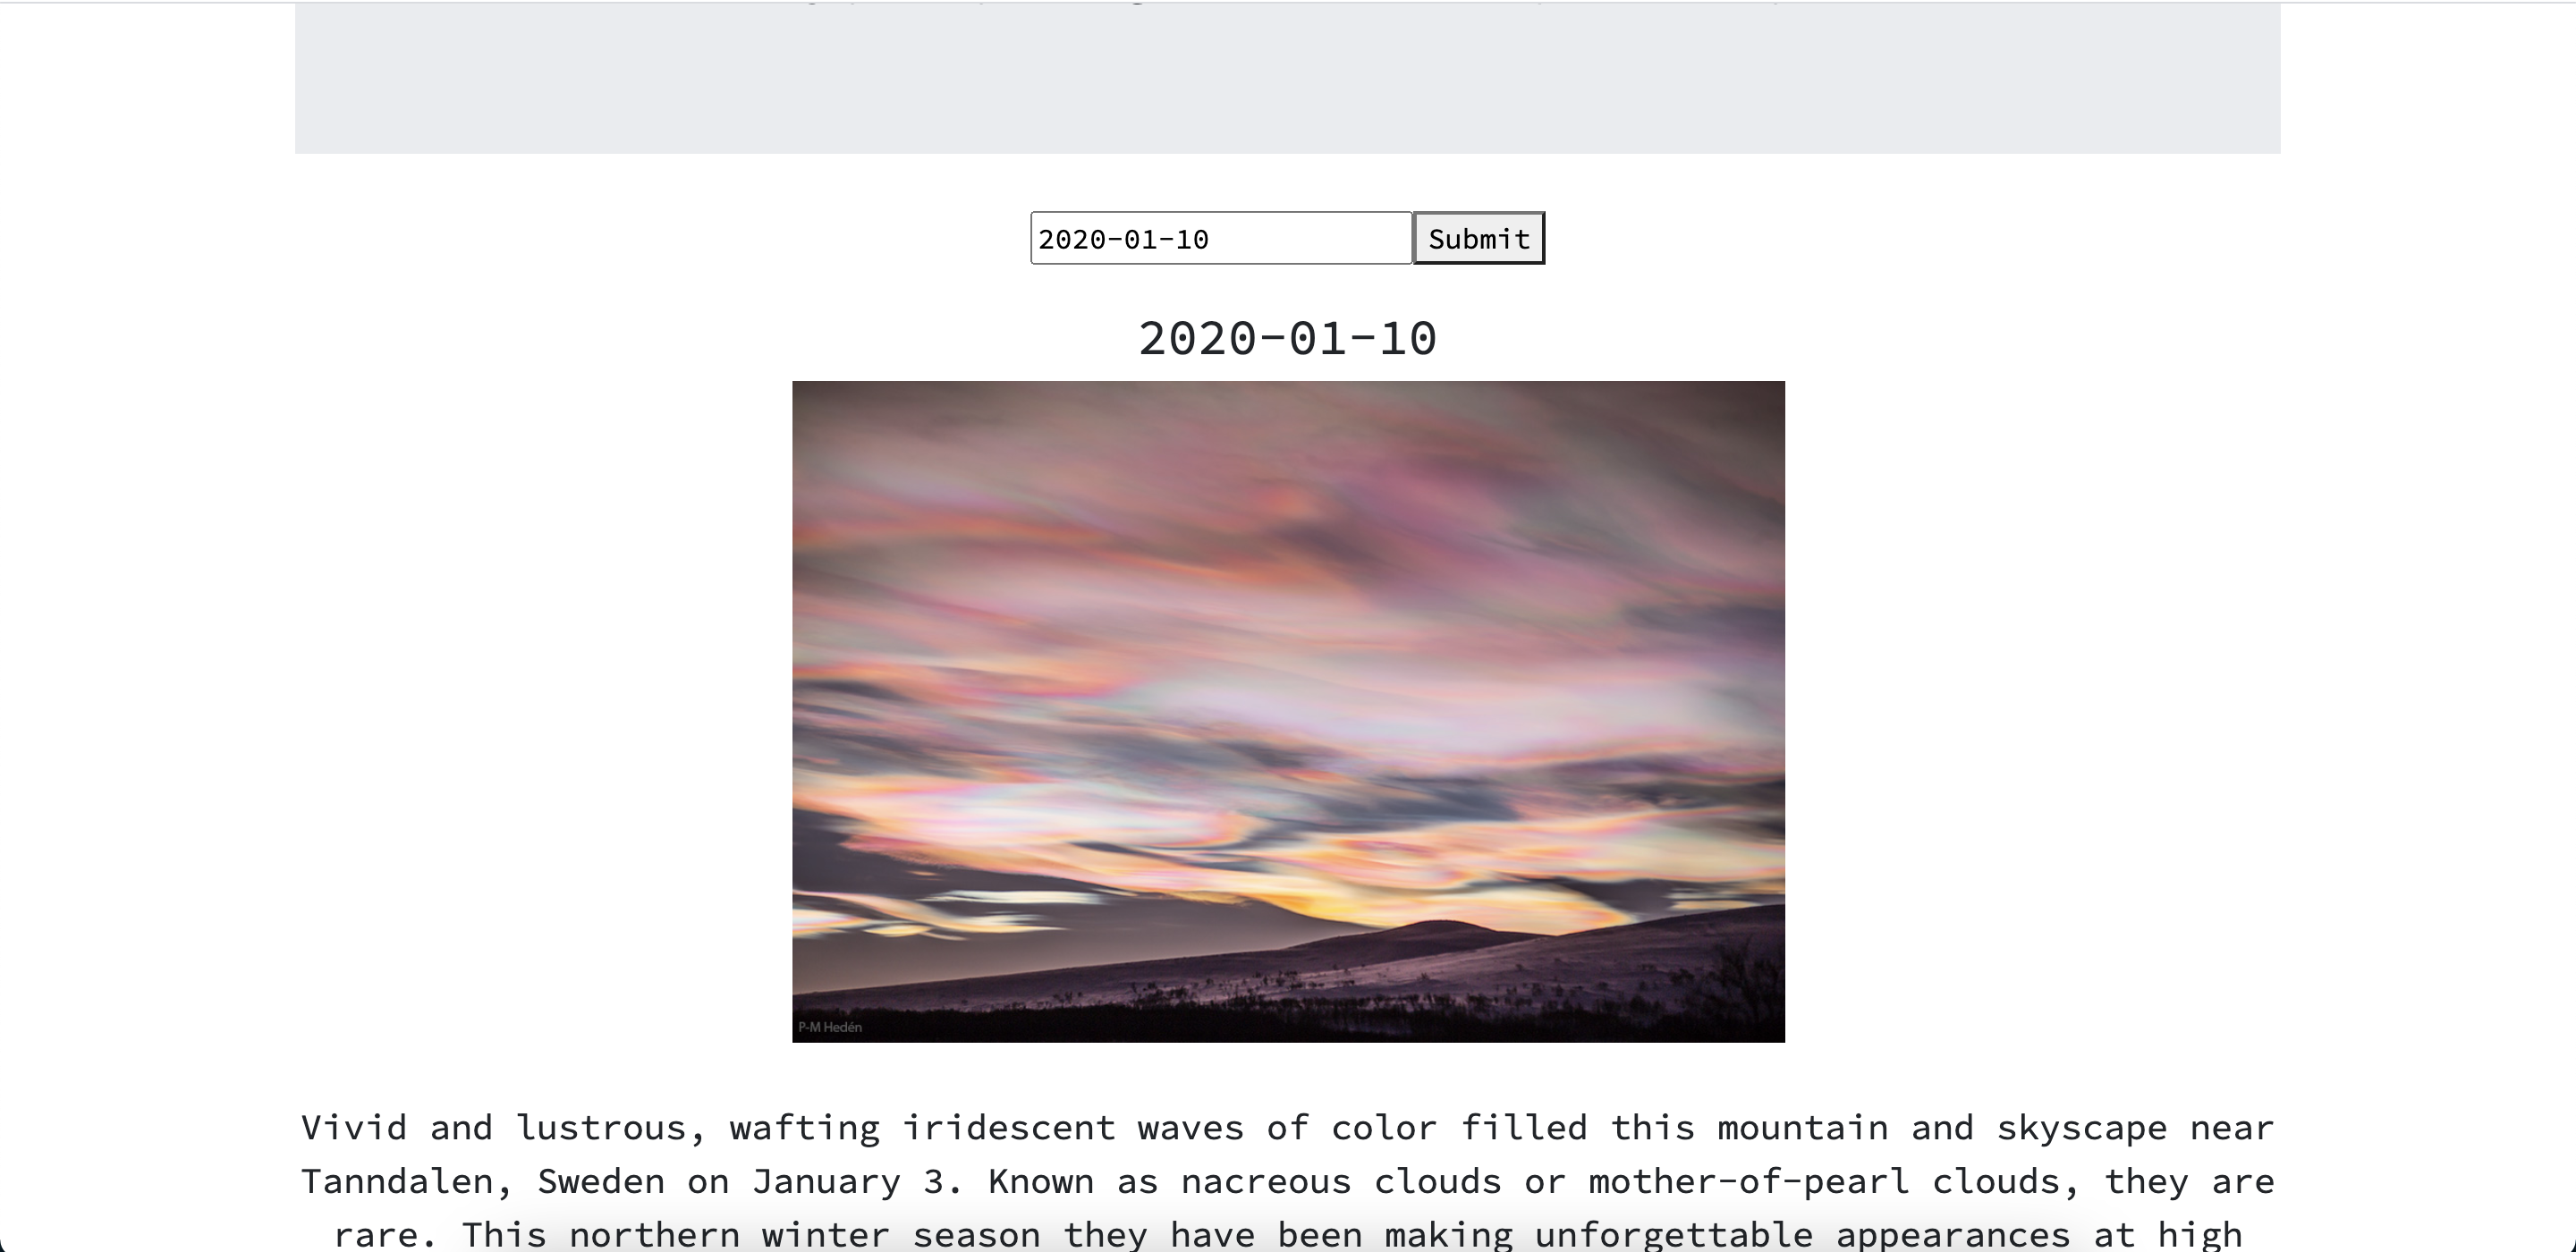 2020-01-10
Submit
2020-01-10
P-M Hedén
Vivid and lustrous, wafting iridescent waves of color filled this mountain and skyscape near
Tanndalen, Sweden on January 3. Known as nacreous clouds or mother-of-pearl clouds, they are
rare. This northern winter season they have been making unforgettable appearances at high